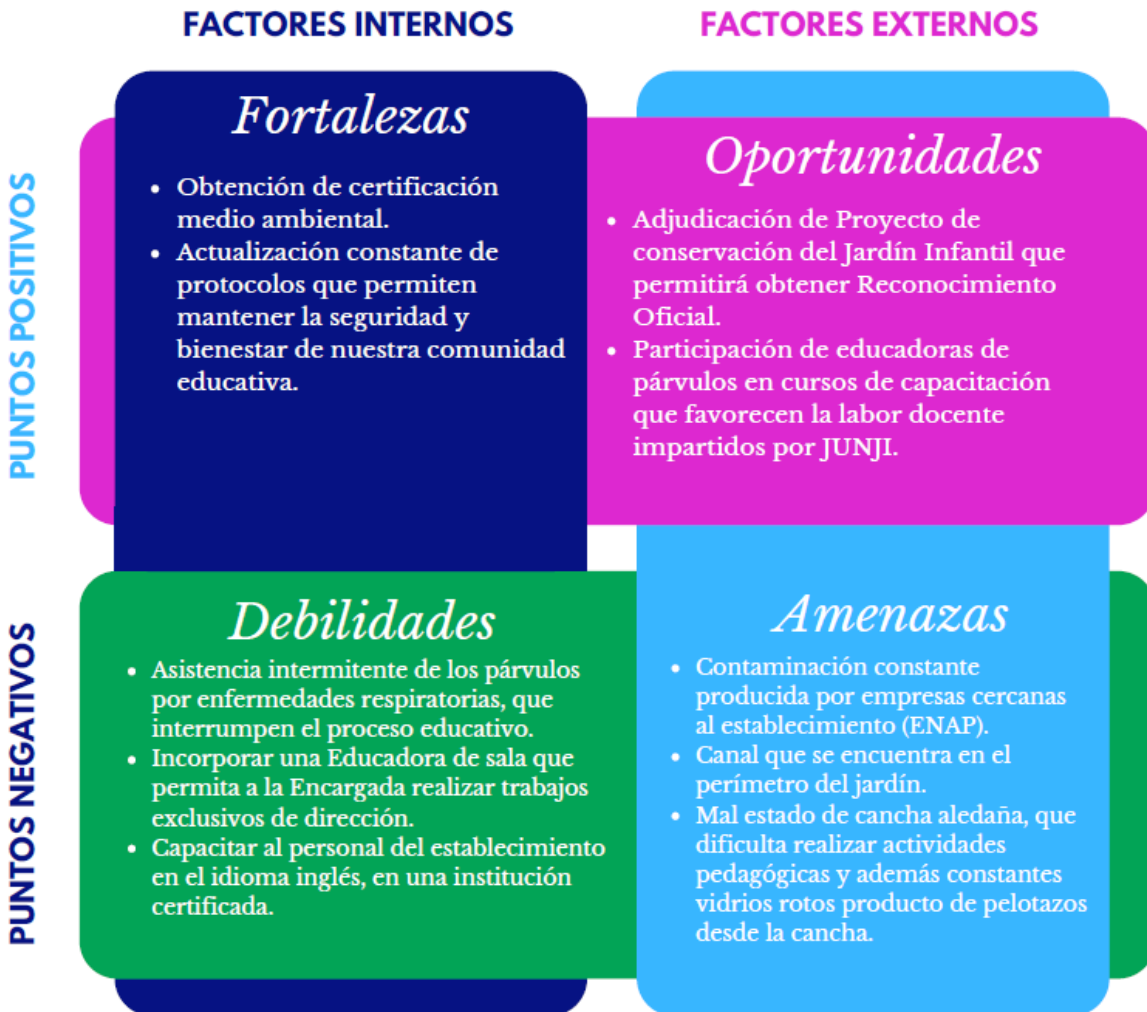 FACTORES INTERNOS
FACTORES EXTERNOS
PUNTOS POSITIVOS
Fortalezas
• Obtención de certificación
medio ambiental.
• Actualización constante de
protocolos que permiten
mantener la seguridad y
bienestar de nuestra comunidad
educativa.
Oportunidades
• Adjudicación de Proyecto de
conservación del Jardín Infantil que
permitirá obtener Reconocimiento
Oficial.
• Participación de educadoras de
párvulos en cursos de capacitación
que favorecen la labor docente
impartidos por JUNJI.
PUNTOS NEGATIVOS
Debilidades
• Asistencia intermitente de los párvulos
por enfermedades respiratorias, que
interrumpen el proceso educativo.
• Incorporar una Educadora de sala que
permita a la Encargada realizar trabajos
exclusivos de dirección.
• Capacitar al personal del establecimiento
en el idioma inglés, en una institución
certificada.
Amenazas
• Contaminación constante
producida por empresas cercanas
al establecimiento (ENAP).
• Canal que se encuentra en el
perímetro del jardín.
• Mal estado de cancha aledaña, que
dificulta realizar actividades
pedagógicas y además constantes
vidrios rotos producto de pelotazos
desde la cancha.